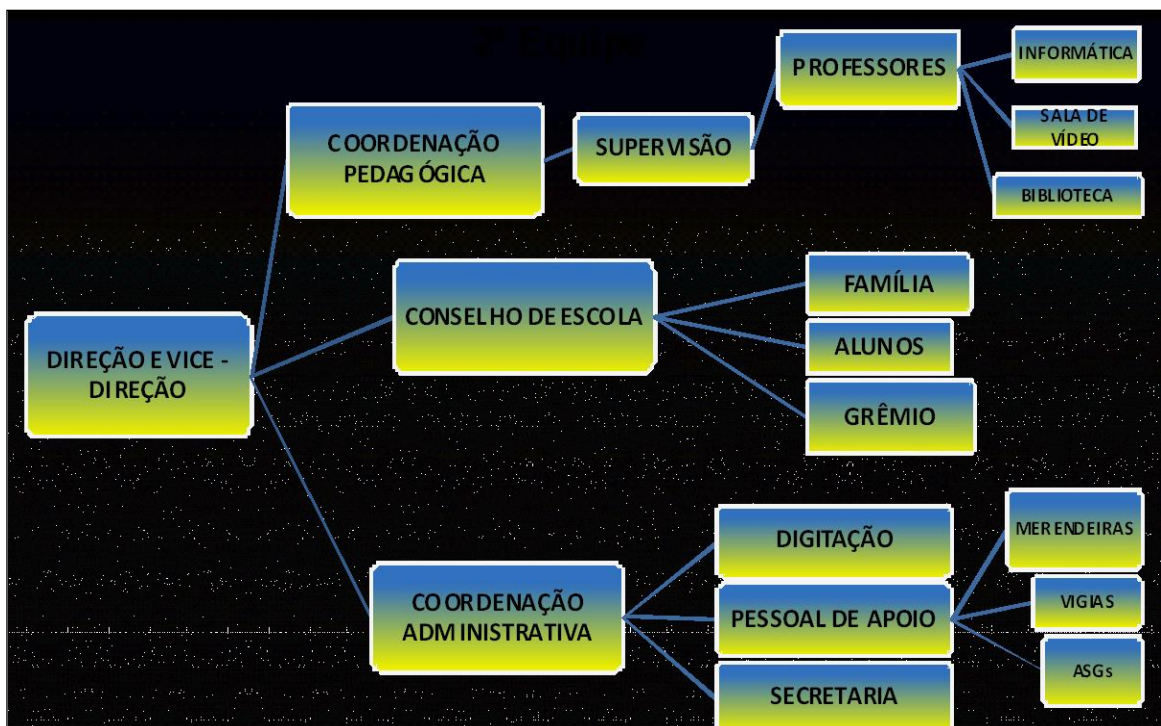 Equipe
PROFESSORES
INFORMÁTICA
SALA DE
VÍDEO
BIBLIOTECA
COORDENAÇÃO
PEDAGÓGICA
SUPERVISÃO
CONSELHO DE ESCOLA
FAMÍLIA
ALUNOS
GRÊMIO
DIREÇÃO E VICE -
DIREÇÃO
COORDENAÇÃO
ADMINISTRATIVA
DIGITAÇÃO
PESSOAL DE APOIO
SECRETARIA
MERENDEIRAS
VIGIAS
ASGs